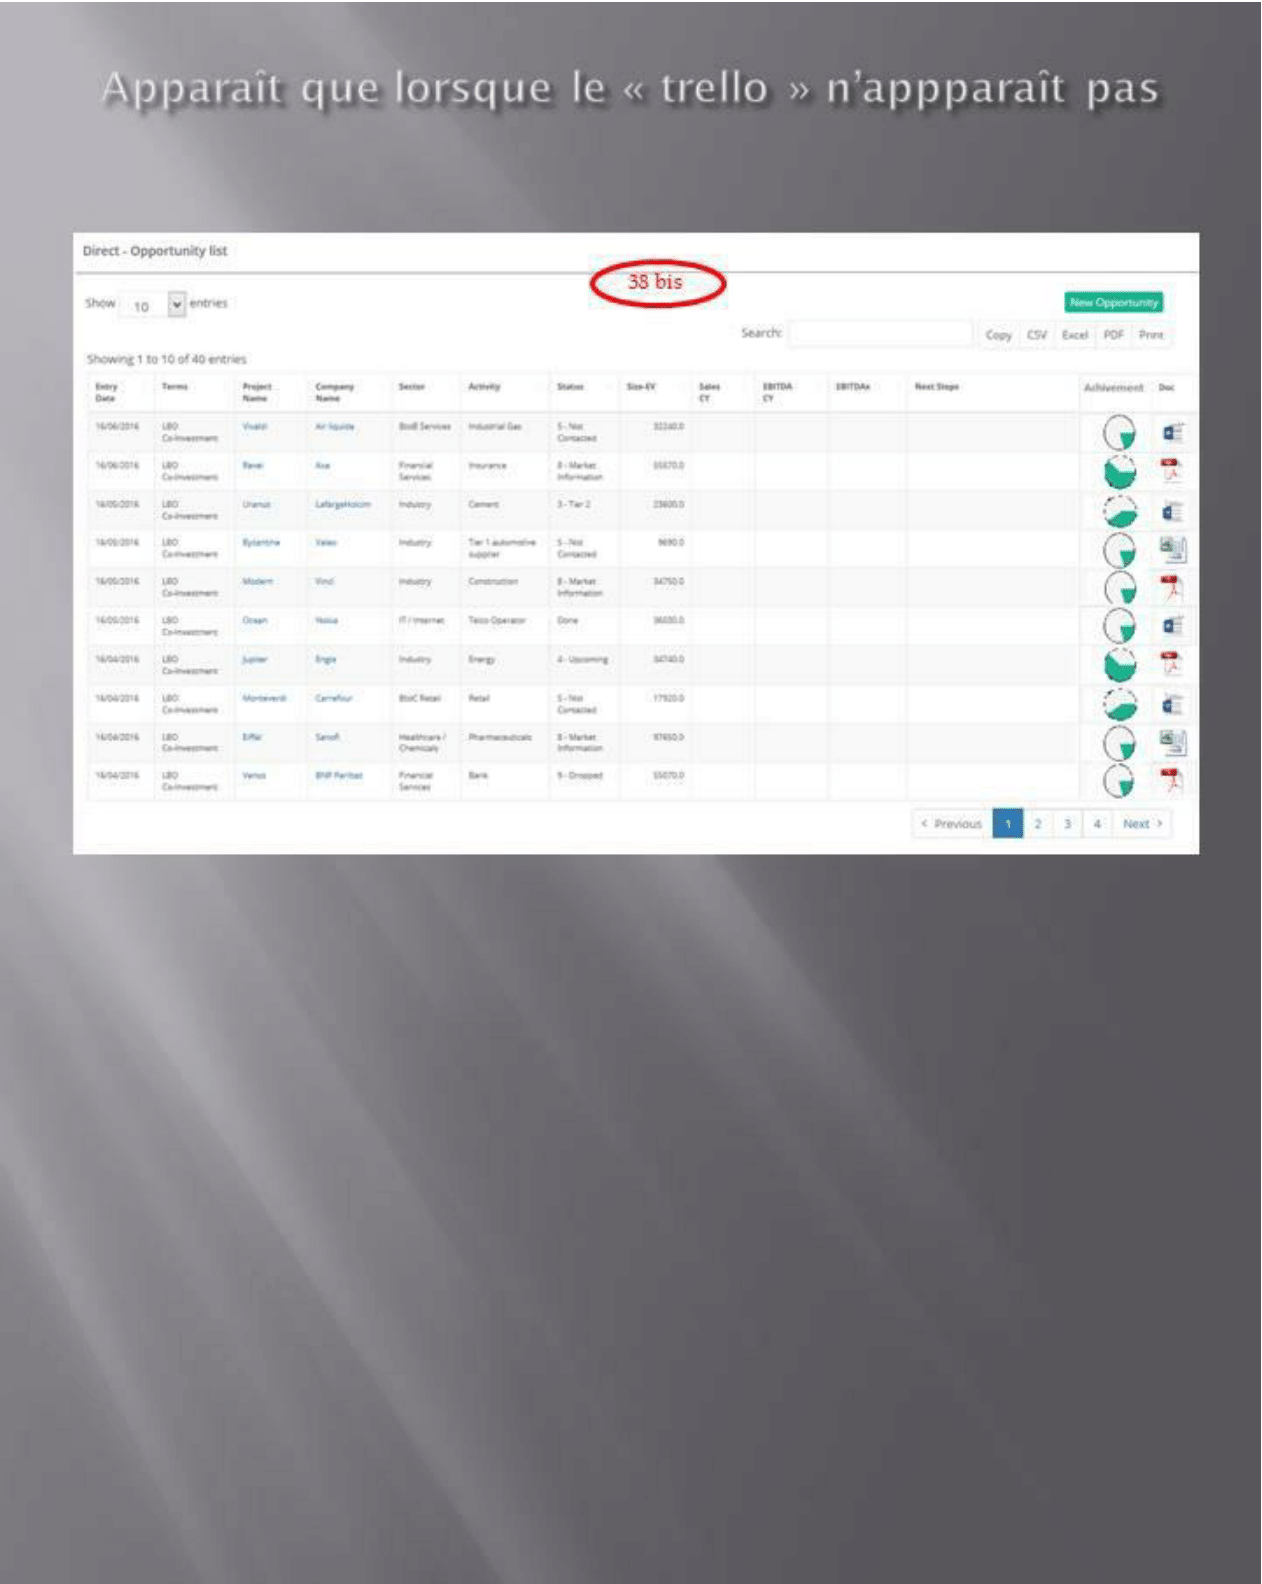 Apparaît que lorsque le « trello » n'appparaît pas
Direct - Opportunity list
38 bis
Show 10 entries
New Opportunity
Search:
Copy CSV Excel PDF Print
Showing 1 to 10 of 40 entries
Entry Date Terms Project Name Company Name Sector Activity Status Size-EV Sales CY EBITDA CY EBITDAx Next Steps Achivement Doc
16/06/2016 LBO Co-Investment Vivaldi Air liquide BtoB Services Industrial Gas 5 - Not Contacted 32240.0
16/06/2016 LBO Co-Investment Ravel Axa Financial Services Insurance 8 - Market Information 55870.0
16/05/2016 LBO Co-Investment Uranus LafargeHolcim Industry Cement 3 - Tier 2 23600.0
16/05/2016 LBO Co-Investment Byzantine Valeo Industry Tier 1 automotive supplier 5 - Not Contacted 9690.0
16/05/2016 LBO Co-Investment Modern Vinci Industry Construction 8 - Market Information 34750.0
16/05/2016 LBO Co-Investment Ocean Nokia IT / Internet Telco Operator Done
16/04/2016 LBO Co-Investment Jupiter Engie Industry Energy 4 - Upcoming 34740.0
16/04/2016 LBO Co-Investment Monteverdi Carrefour BtoC Retail Retail 5 - Not Contacted 17920.0
16/04/2016 LBO Co-Investment Eiffel Sanofi Healthcare / Chemicals Pharmaceuticals 8 - Market Information 97650.0
16/04/2016 LBO Co-Investment Venus BNP Paribas Financial Services Bank 9 - Dropped 55070.0
< Previous 1 2 3 4 Next >